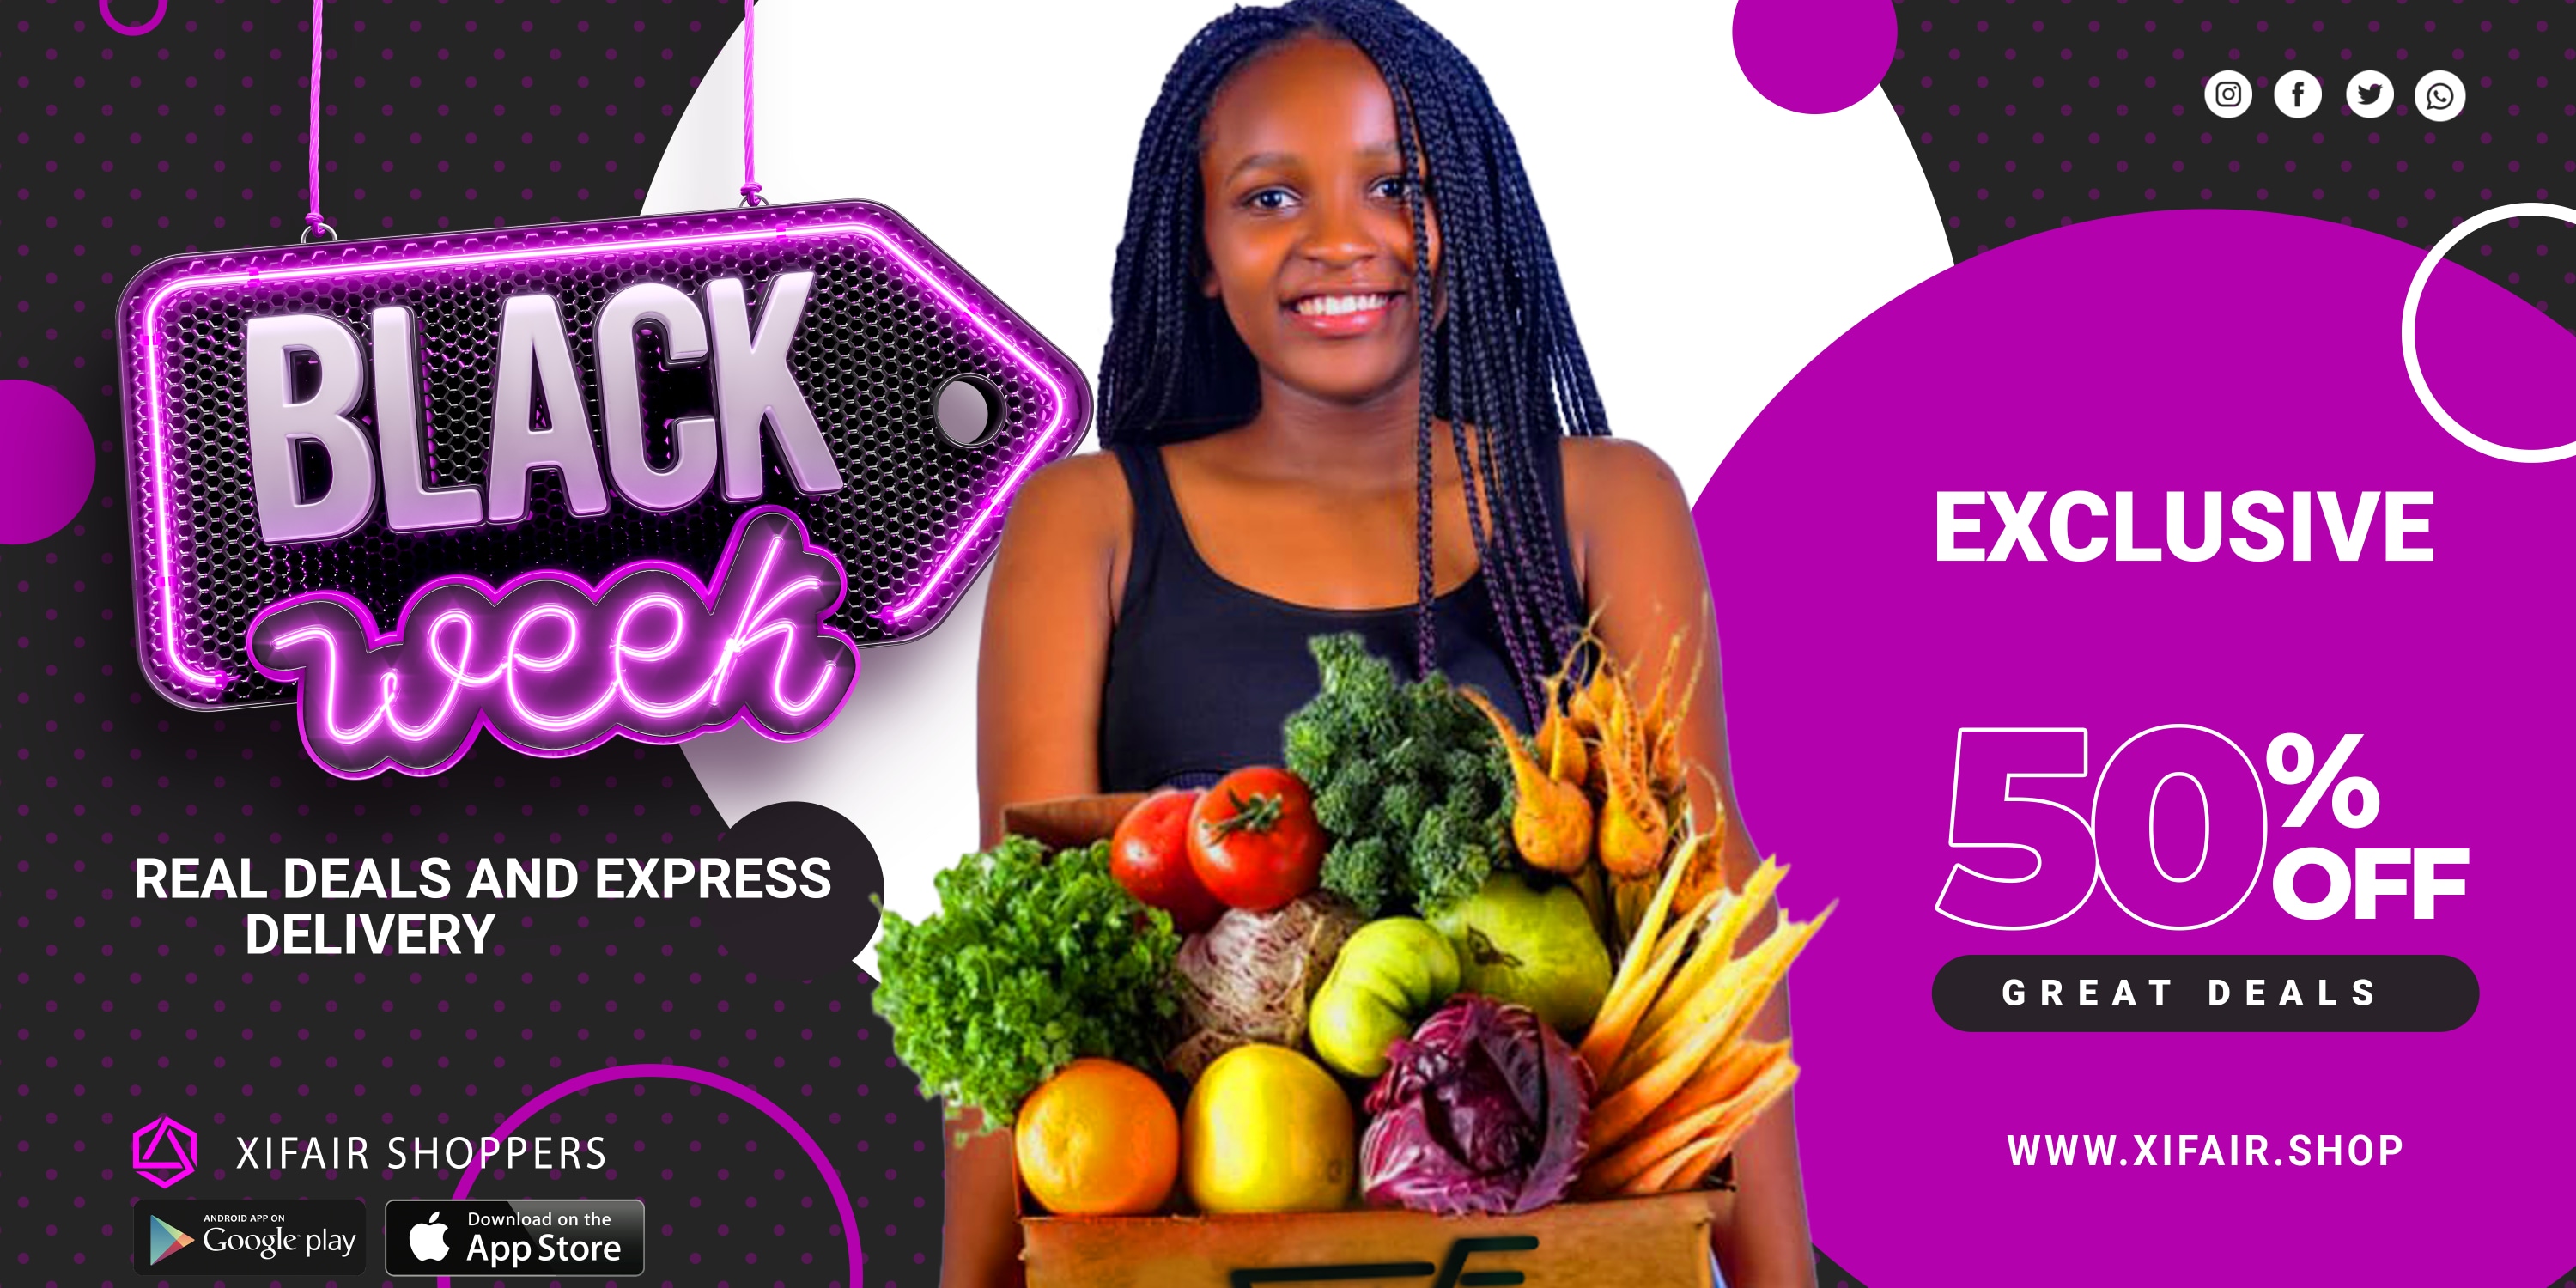 BLACK
week
REAL DEALS AND EXPRESS
DELIVERY
XIFAIR SHOPPERS
ANDROID APP ON
Google play
Download on the
App Store
EXCLUSIVE
50%
OFF
GREAT DEALS
WWW.XIFAIR.SHOP